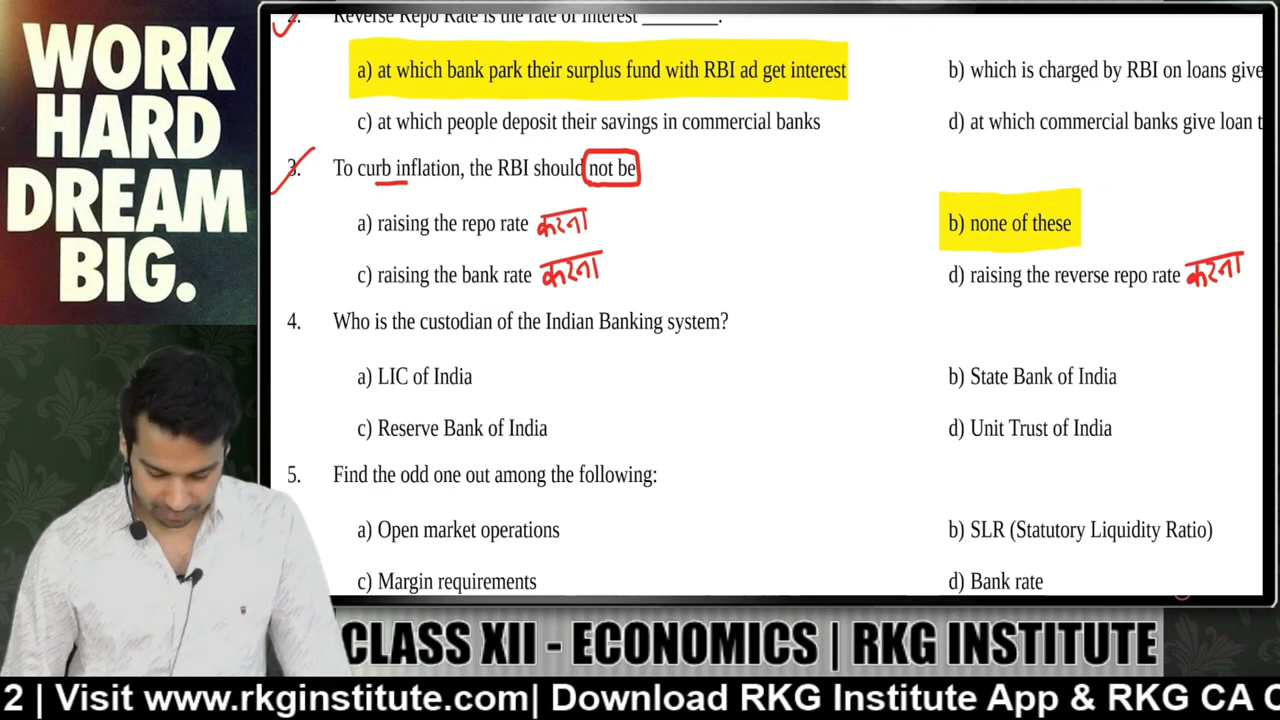 WORK
HARD
DREAM
BIG.
2. Reverse Repo Rate is the rate of interest ________.
a) at which bank park their surplus fund with RBI ad get interest
b) which is charged by RBI on loans give
c) at which people deposit their savings in commercial banks
d) at which commercial banks give loan t
3. To curb inflation, the RBI should not be
a) raising the repo rate करना
b) none of these
c) raising the bank rate करना
d) raising the reverse repo rate करना
4. Who is the custodian of the Indian Banking system?
a) LIC of India
b) State Bank of India
c) Reserve Bank of India
d) Unit Trust of India
5. Find the odd one out among the following:
a) Open market operations
b) SLR (Statutory Liquidity Ratio)
c) Margin requirements
d) Bank rate
CLASS XII - ECONOMICS | RKG INSTITUTE
2 | Visit www.rkginstitute.com| Download RKG Institute App & RKG CA C